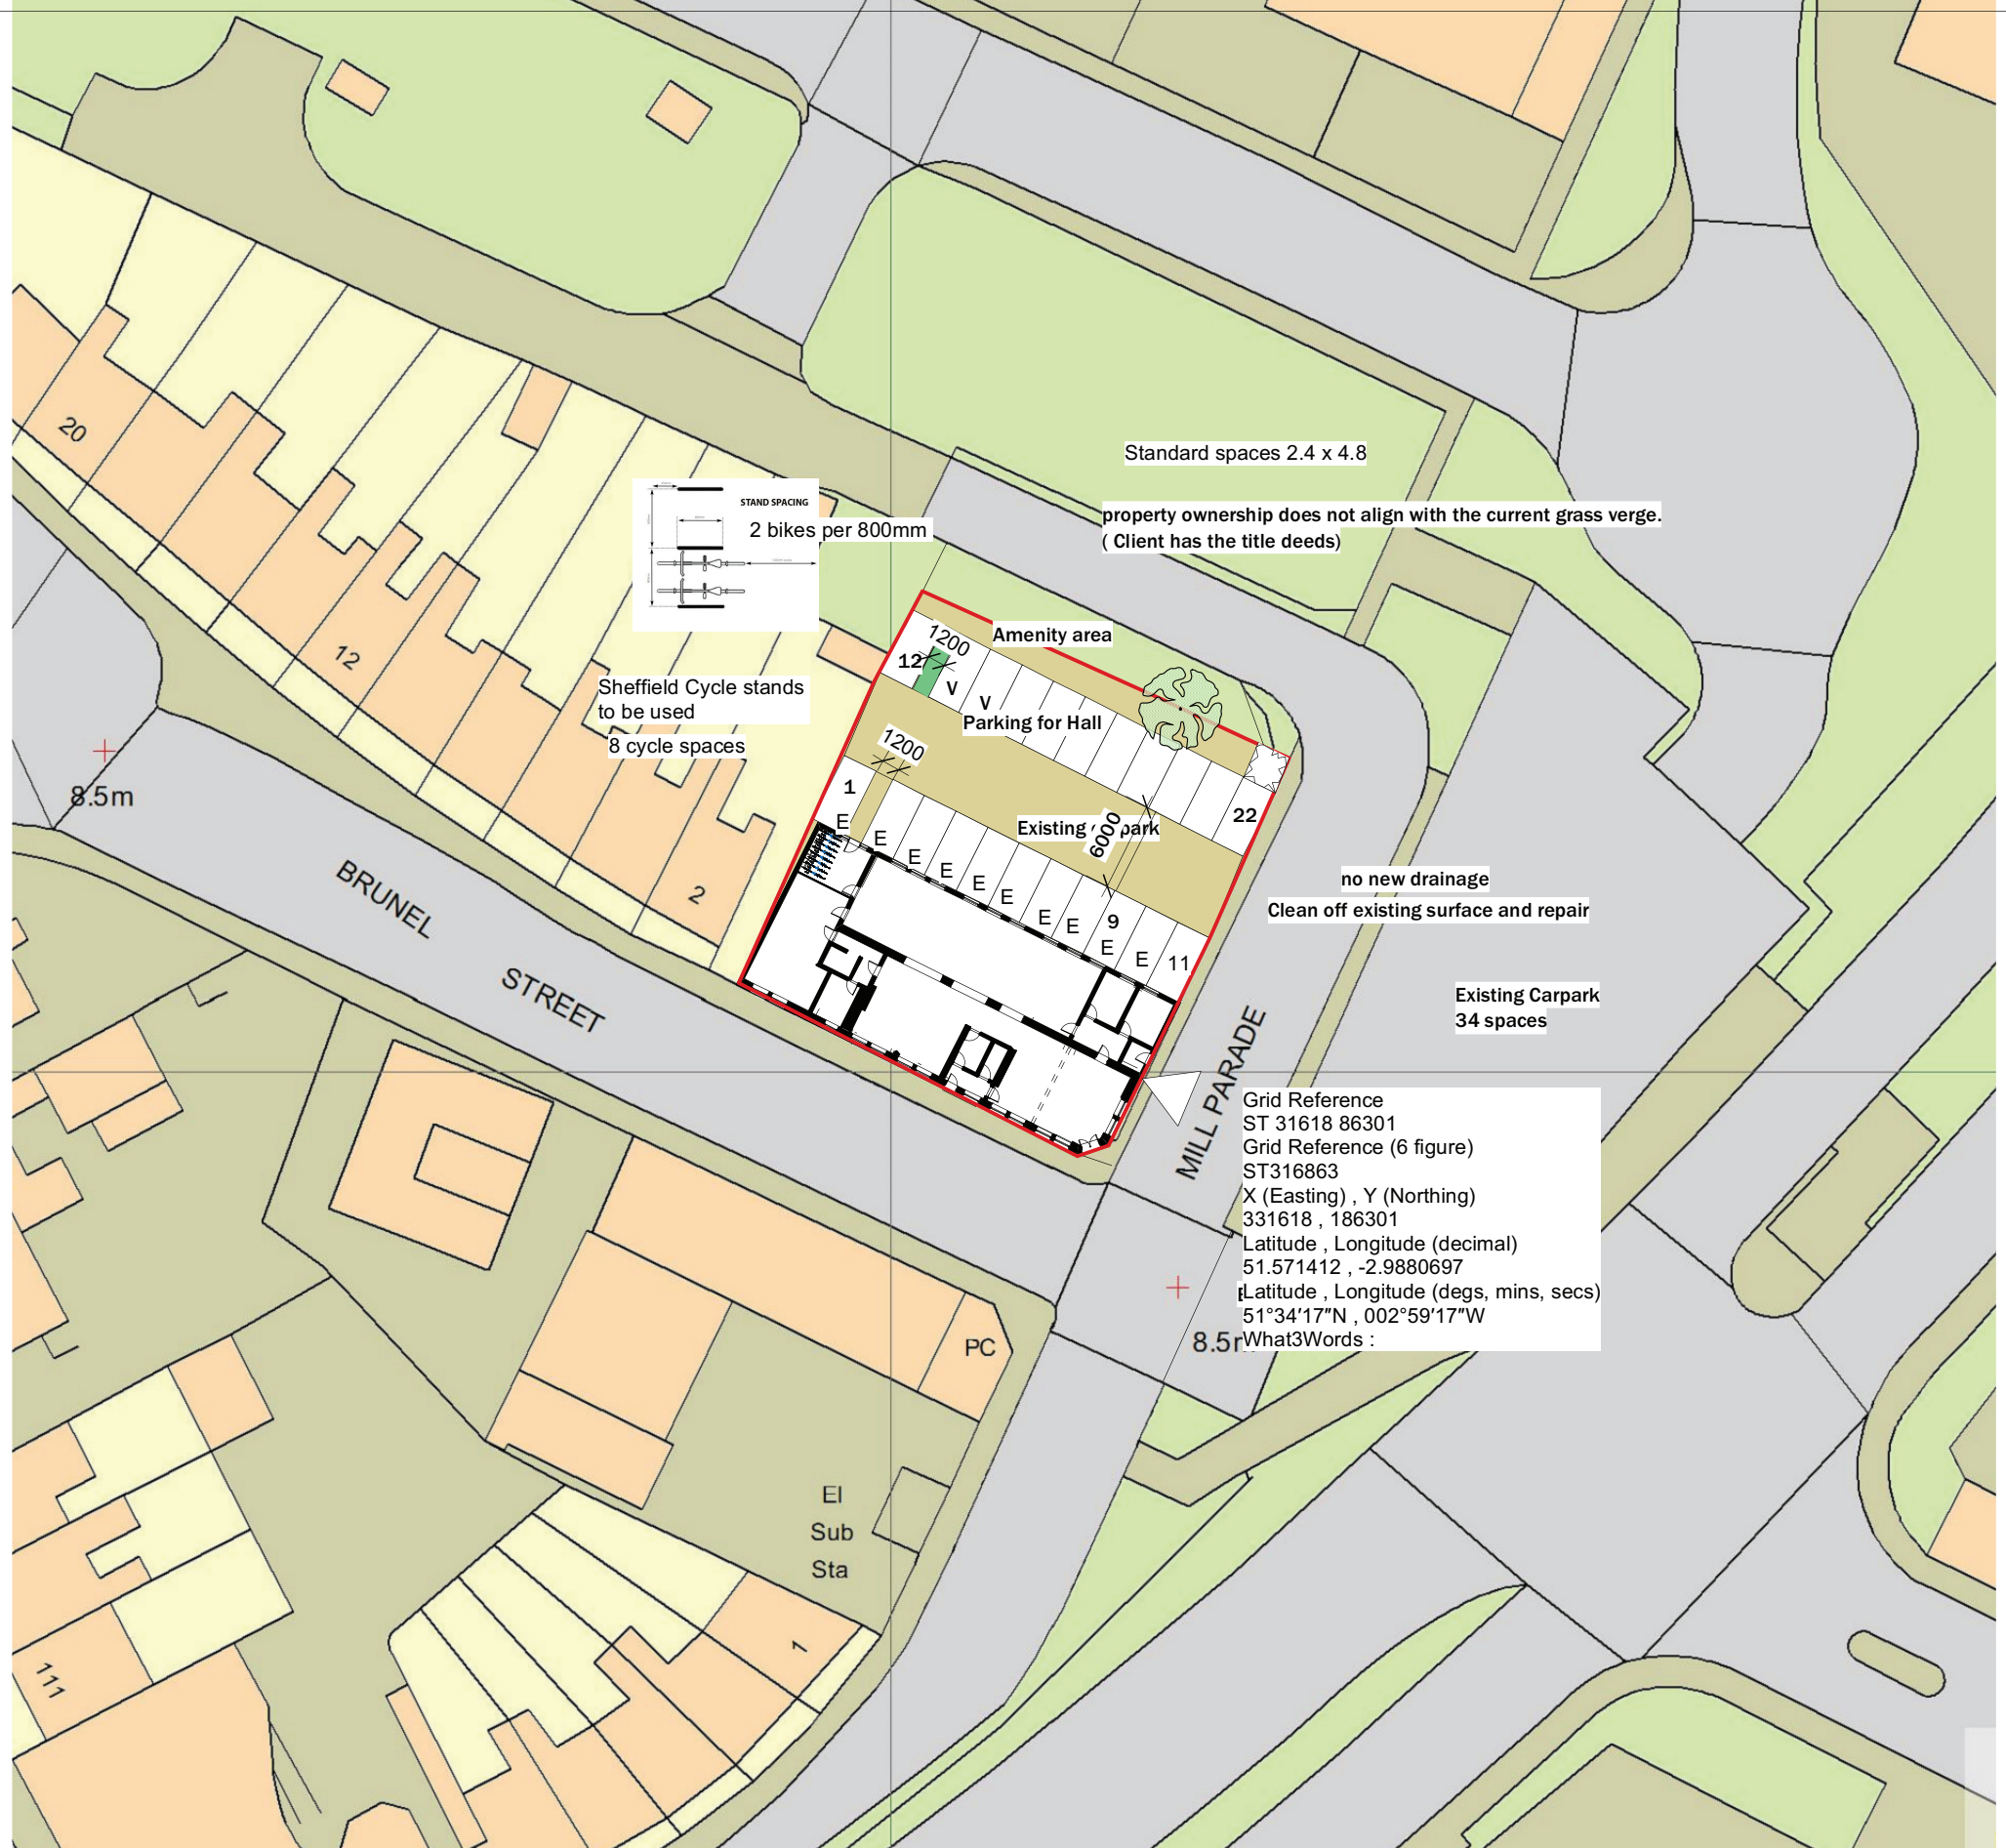 20
Standard spaces 2.4 x 4.8
STAND SPACING
2 bikes per 800mm
property ownership does not align with the current grass verge.
( Client has the title deeds)
Amenity area
1200
12
V
V
Parking for Hall
12
Sheffield Cycle stands
to be used
8 cycle spaces
1200
8.5m
1
22
Existing
park
6000
E
E
E
E
E
E
E
E
E
E
9
11
2
no new drainage
Clean off existing surface and repair
BRUNEL
STREET
Existing Carpark
34 spaces
MILL PARADE
Grid Reference
ST 31618 86301
Grid Reference (6 figure)
ST316863
X (Easting) , Y (Northing)
331618 , 186301
Latitude , Longitude (decimal)
51.571412 , -2.9880697
Latitude , Longitude (degs, mins, secs)
51°34′17″N , 002°59′17″W
What3Words :
8.5m
PC
El
Sub
Sta
1
111